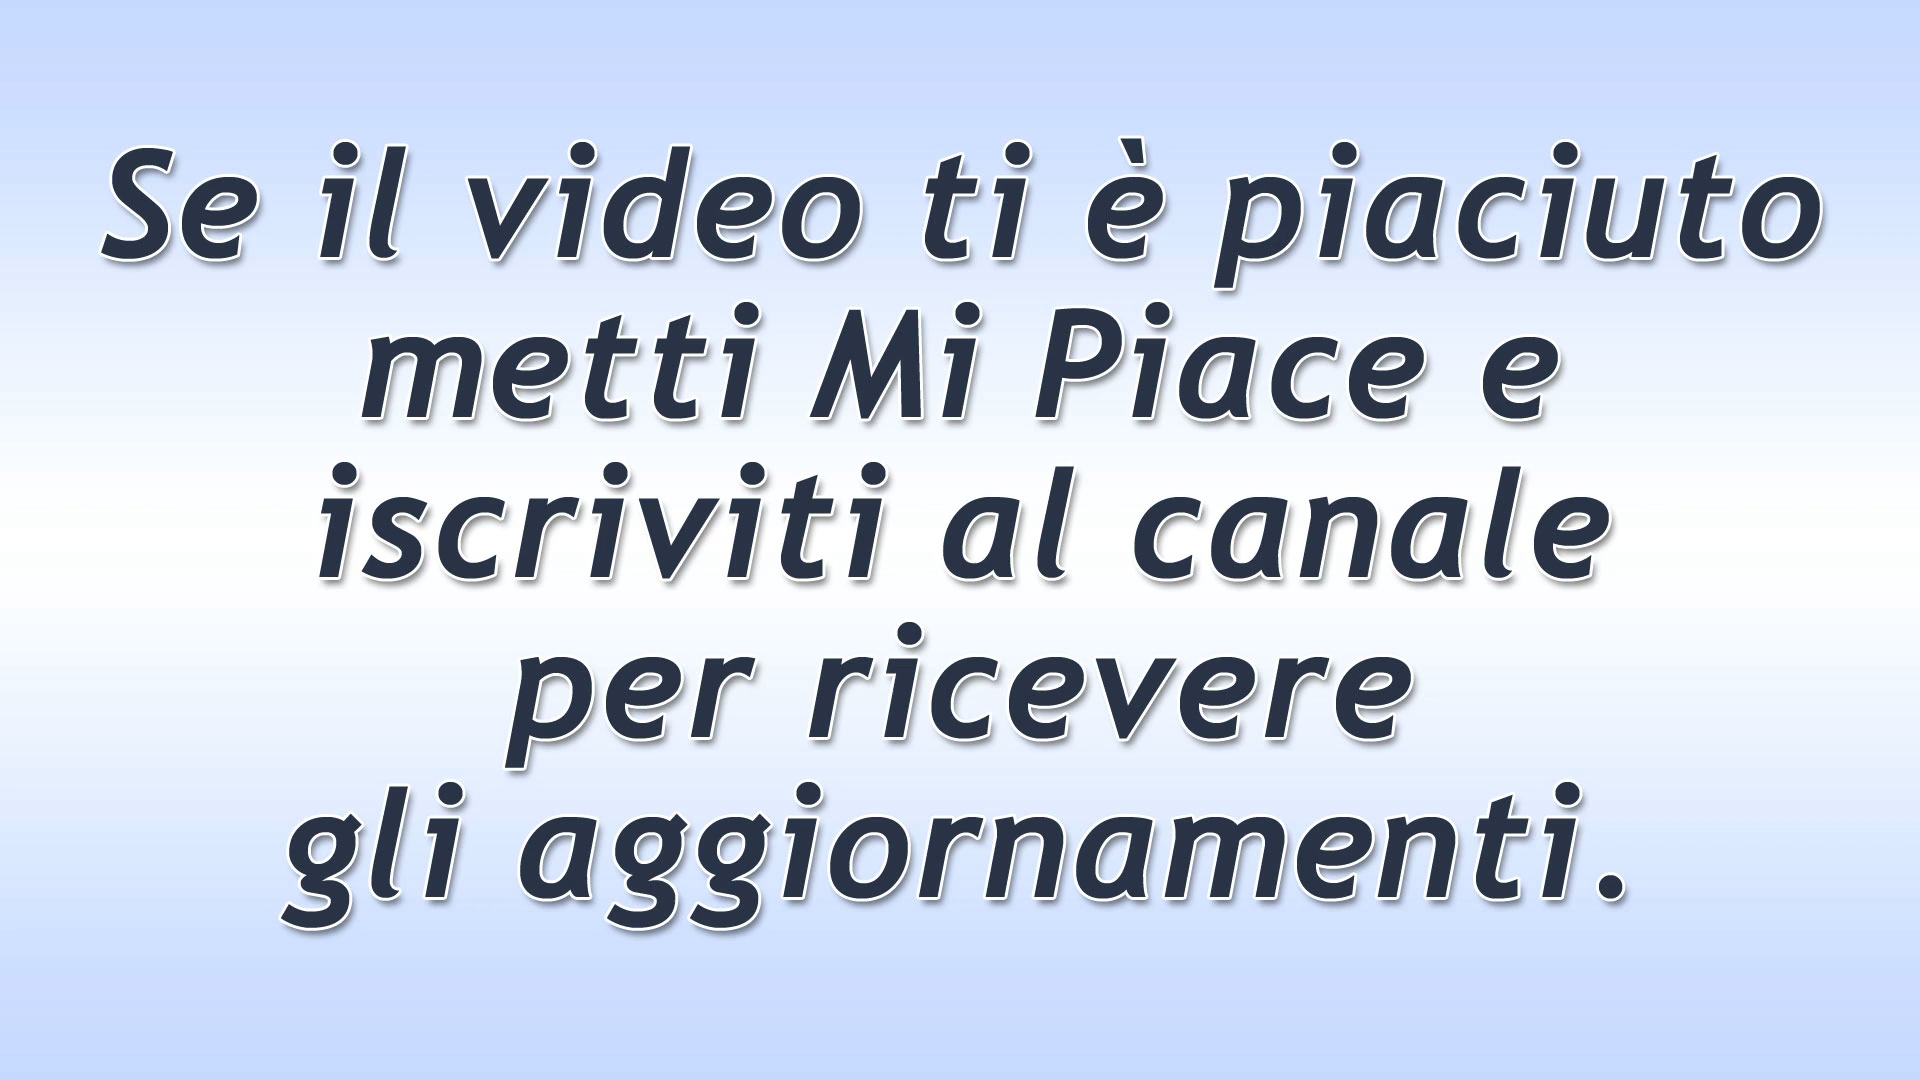 Se il video ti è piaciuto
metti Mi Piace e
iscriviti al canale
per ricevere
gli aggiornamenti.